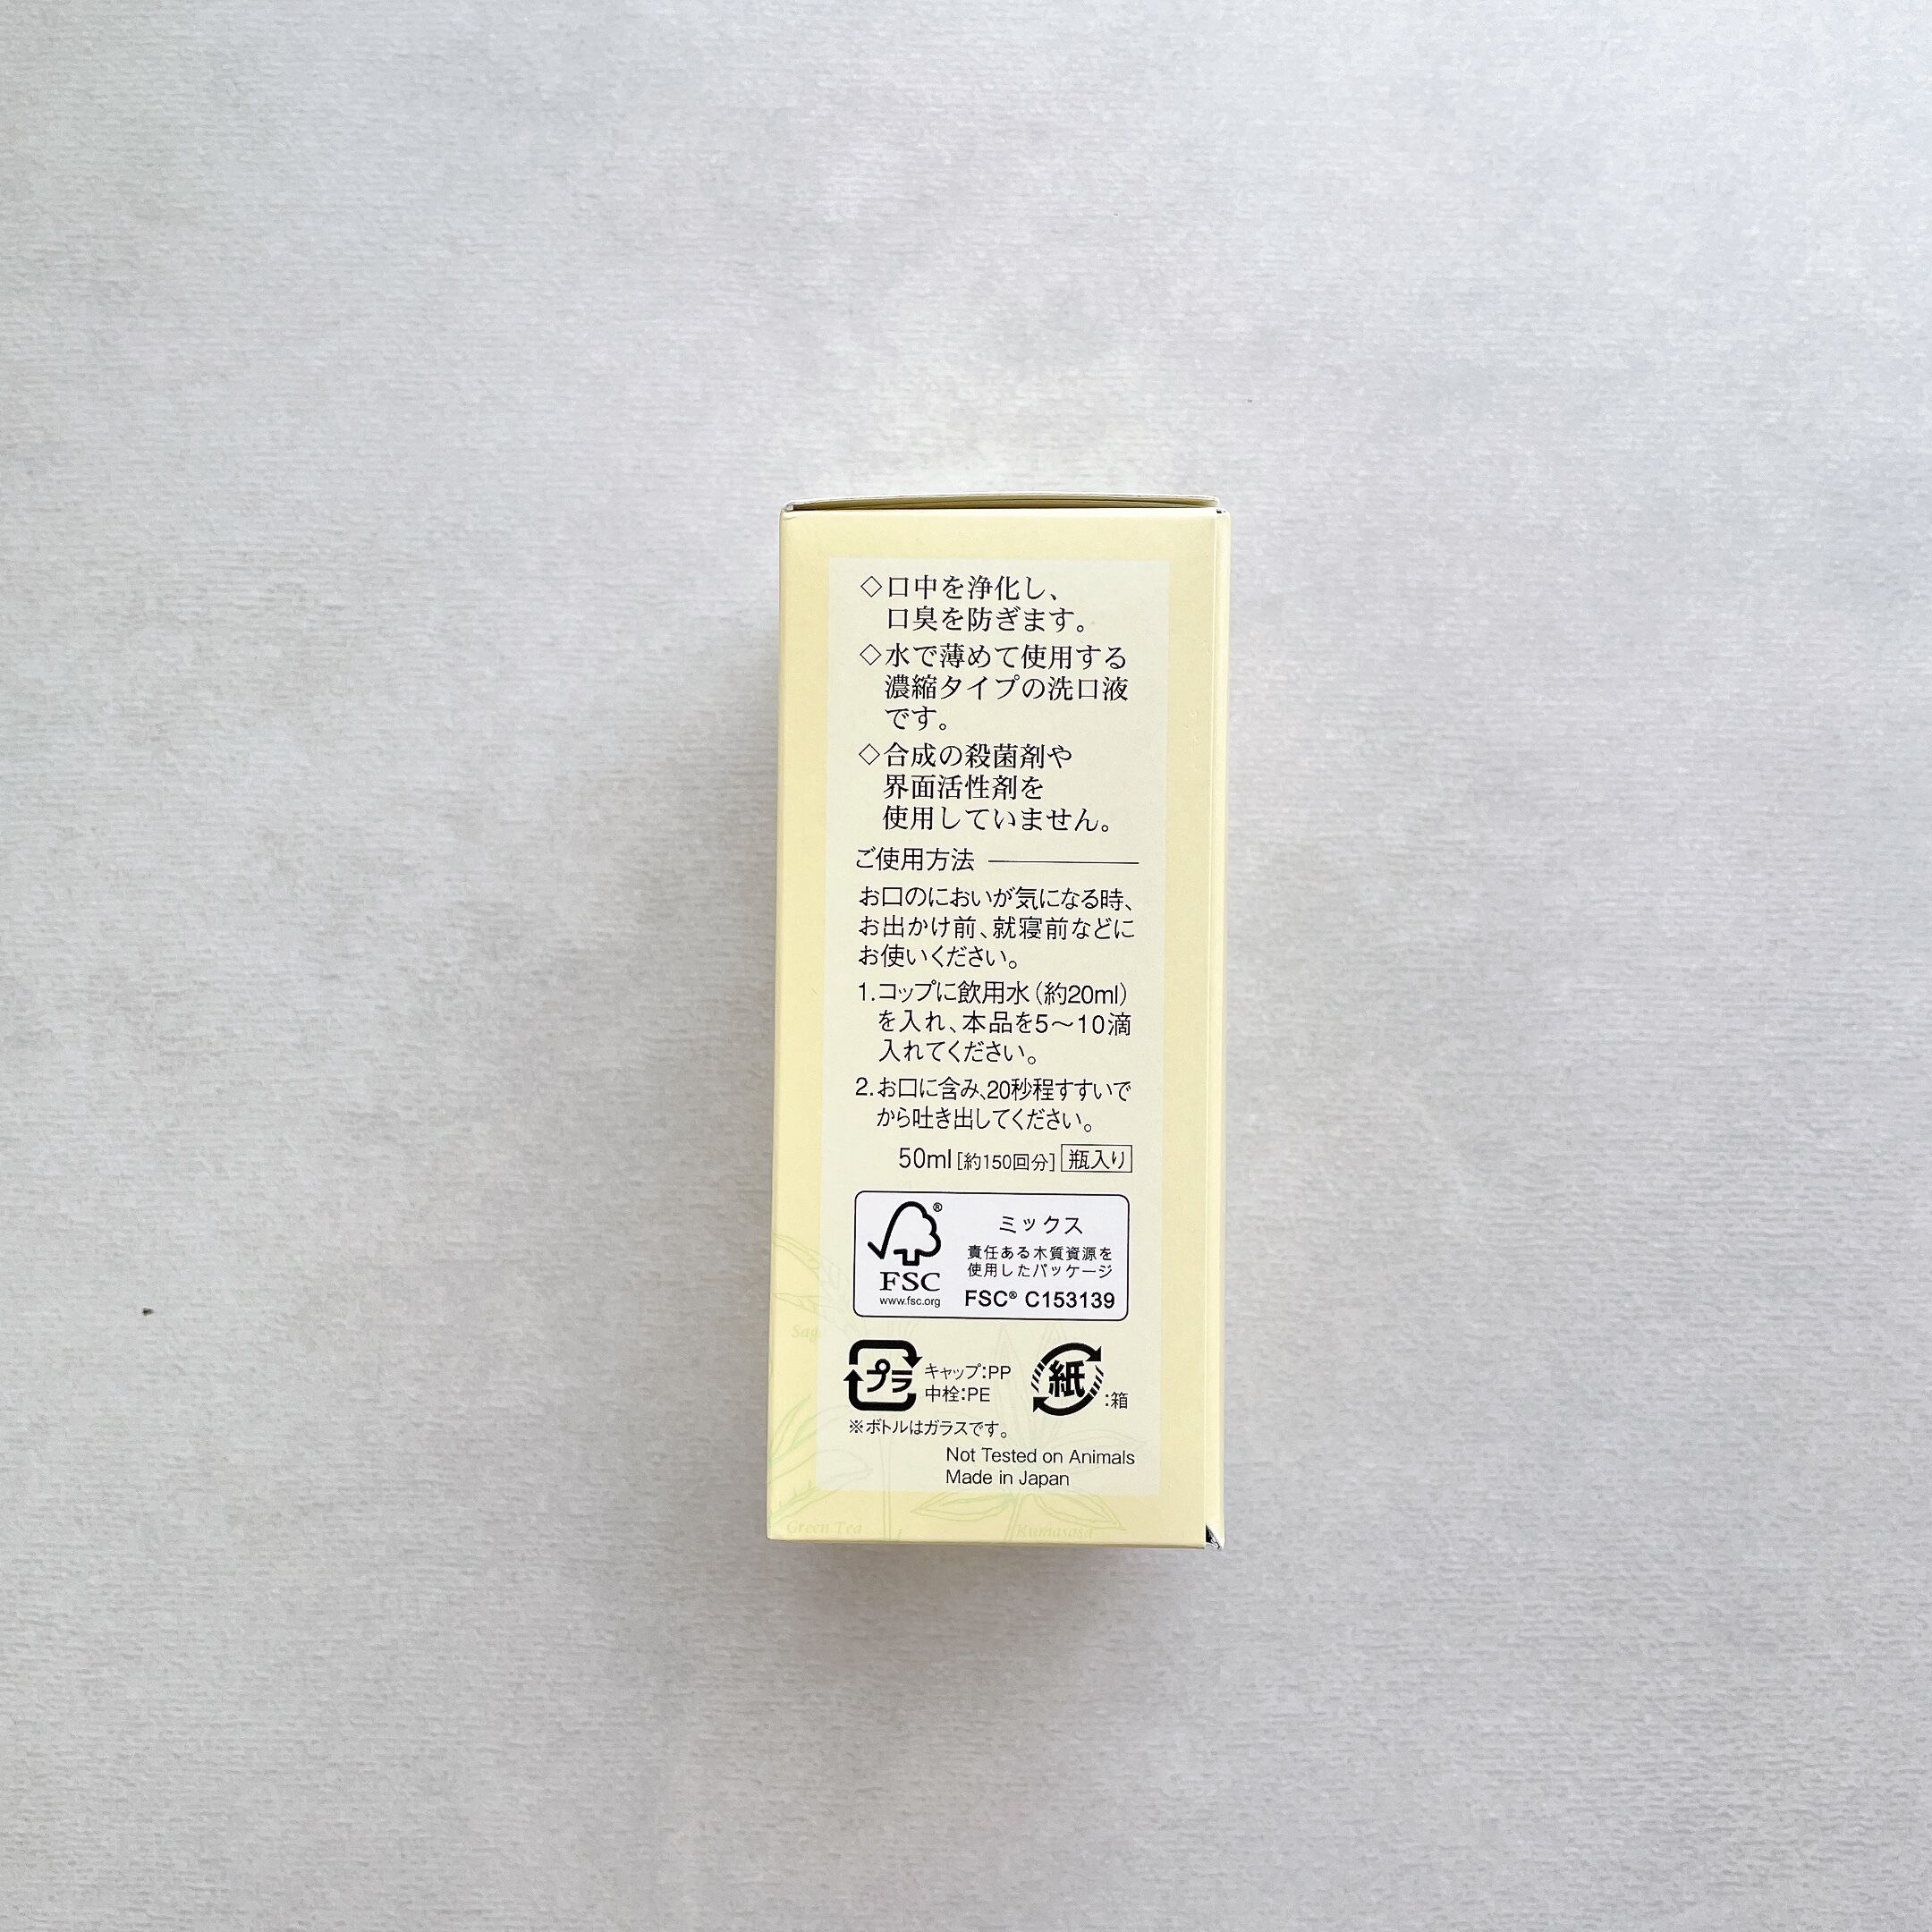 ◇口中を浄化し、
口臭を防ぎます。
◇水で薄めて使用する
濃縮タイプの洗口液
です。
◇合成の殺菌剤や
界面活性剤を
使用していません。
ご使用方法
お口のにおいが気になる時、
お出かけ前、就寝前などに
お使いください。
1.コップに飲用水(約20ml)
を入れ、本品を5～10滴
入れてください。
2.お口に含み、20秒程すすいで
から吐き出してください。
50ml[約150回分] 瓶入り
ミックス
責任ある木質資源を
使用したパッケージ
FSC® C153139
®
FSC
www.fsc.org
プラ
キャップ:PP
中栓:PE
紙
:箱
※ボトルはガラスです。
Not Tested on Animals
Made in Japan
Green Tea
Kumasasa